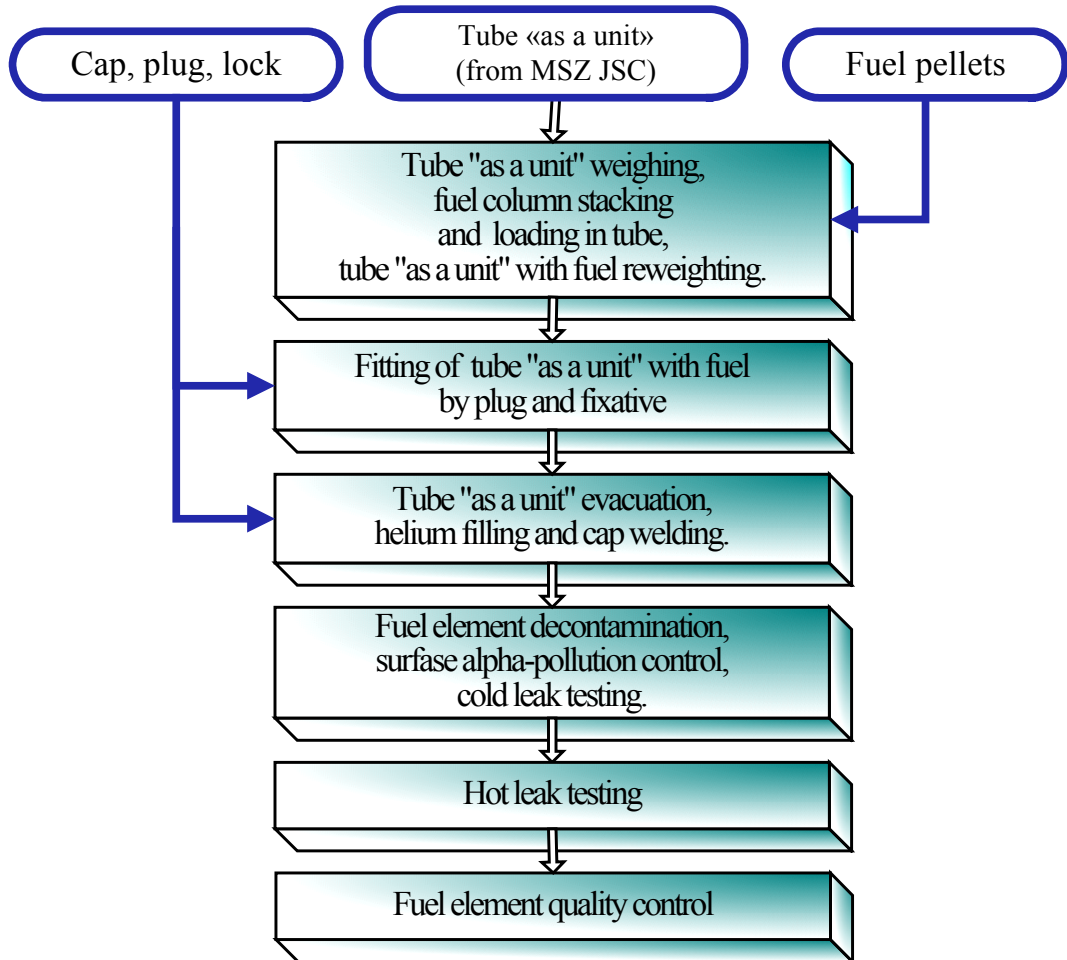 Cap, plug, lock
Tube «as a unit»
(from MSZ JSC)
Fuel pellets
Tube "as a unit" weighing,
fuel column stacking
and loading in tube,
tube "as a unit" with fuel reweighting.
Fitting of tube "as a unit" with fuel
by plug and fixative
Tube "as a unit" evacuation,
helium filling and cap welding.
Fuel element decontamination,
surfase alpha-pollution control,
cold leak testing.
Hot leak testing
Fuel element quality control